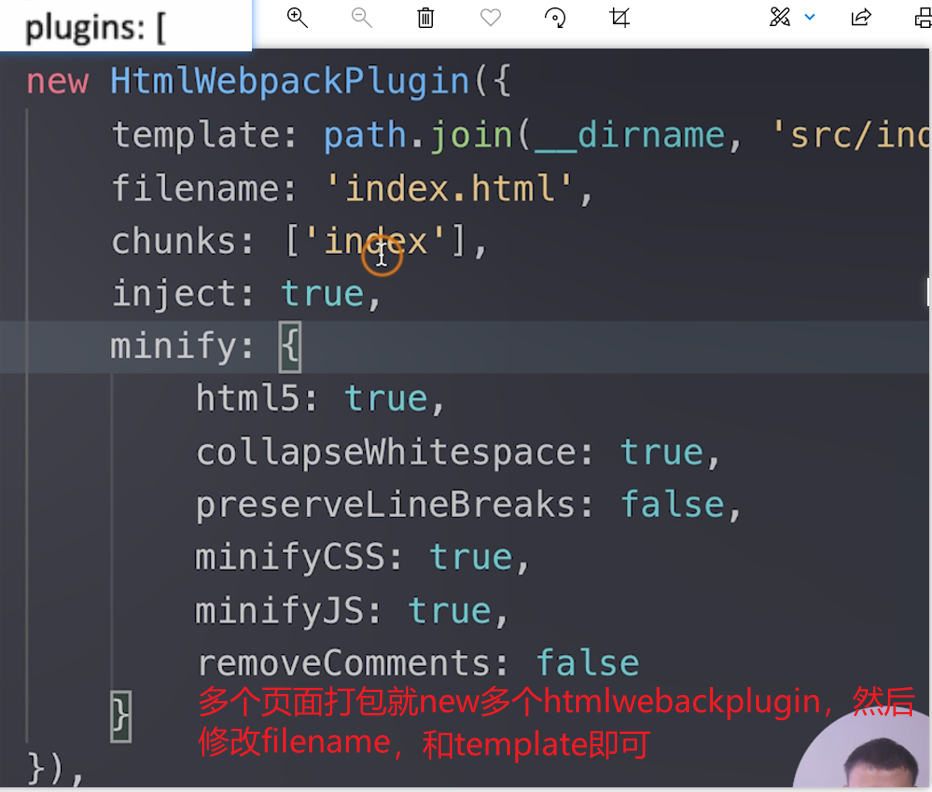 plugins: [
new HtmlWebpackPlugin({
template: path.join(__dirname, 'src/ind
filename: 'index.html',
chunks: ['index'],
inject: true,
minify: {
html5: true,
collapseWhitespace: true,
preserveLineBreaks: false,
minifyCSS: true,
minifyJS: true,
removeComments: false
}
多个页面打包就new多个htmlwebackplugin，然后
修改filename，和template即可
}),